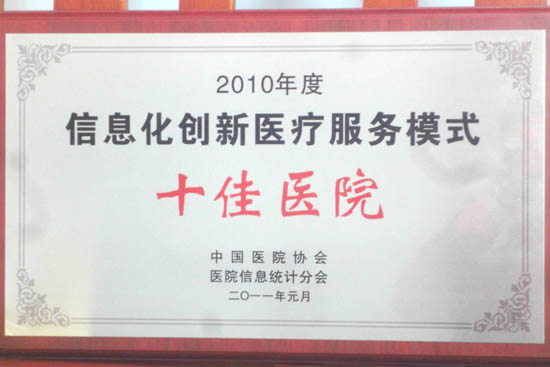 2010年度
信息化创新医疗服务模式
十佳医院
中国医院协会
医院信息统计分会
二〇一一年元月